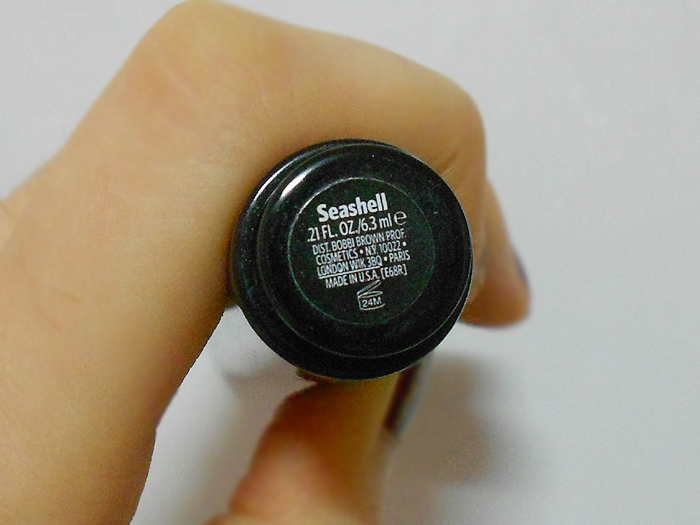 Seashell
.21 FL. OZ./6.3 ml ℮
DIST. BOBBI BROWN PROF.
COSMETICS • N.Y. 10022 •
LONDON W1K 3BQ • PARIS
MADE IN U.S.A. [E68R]
24M